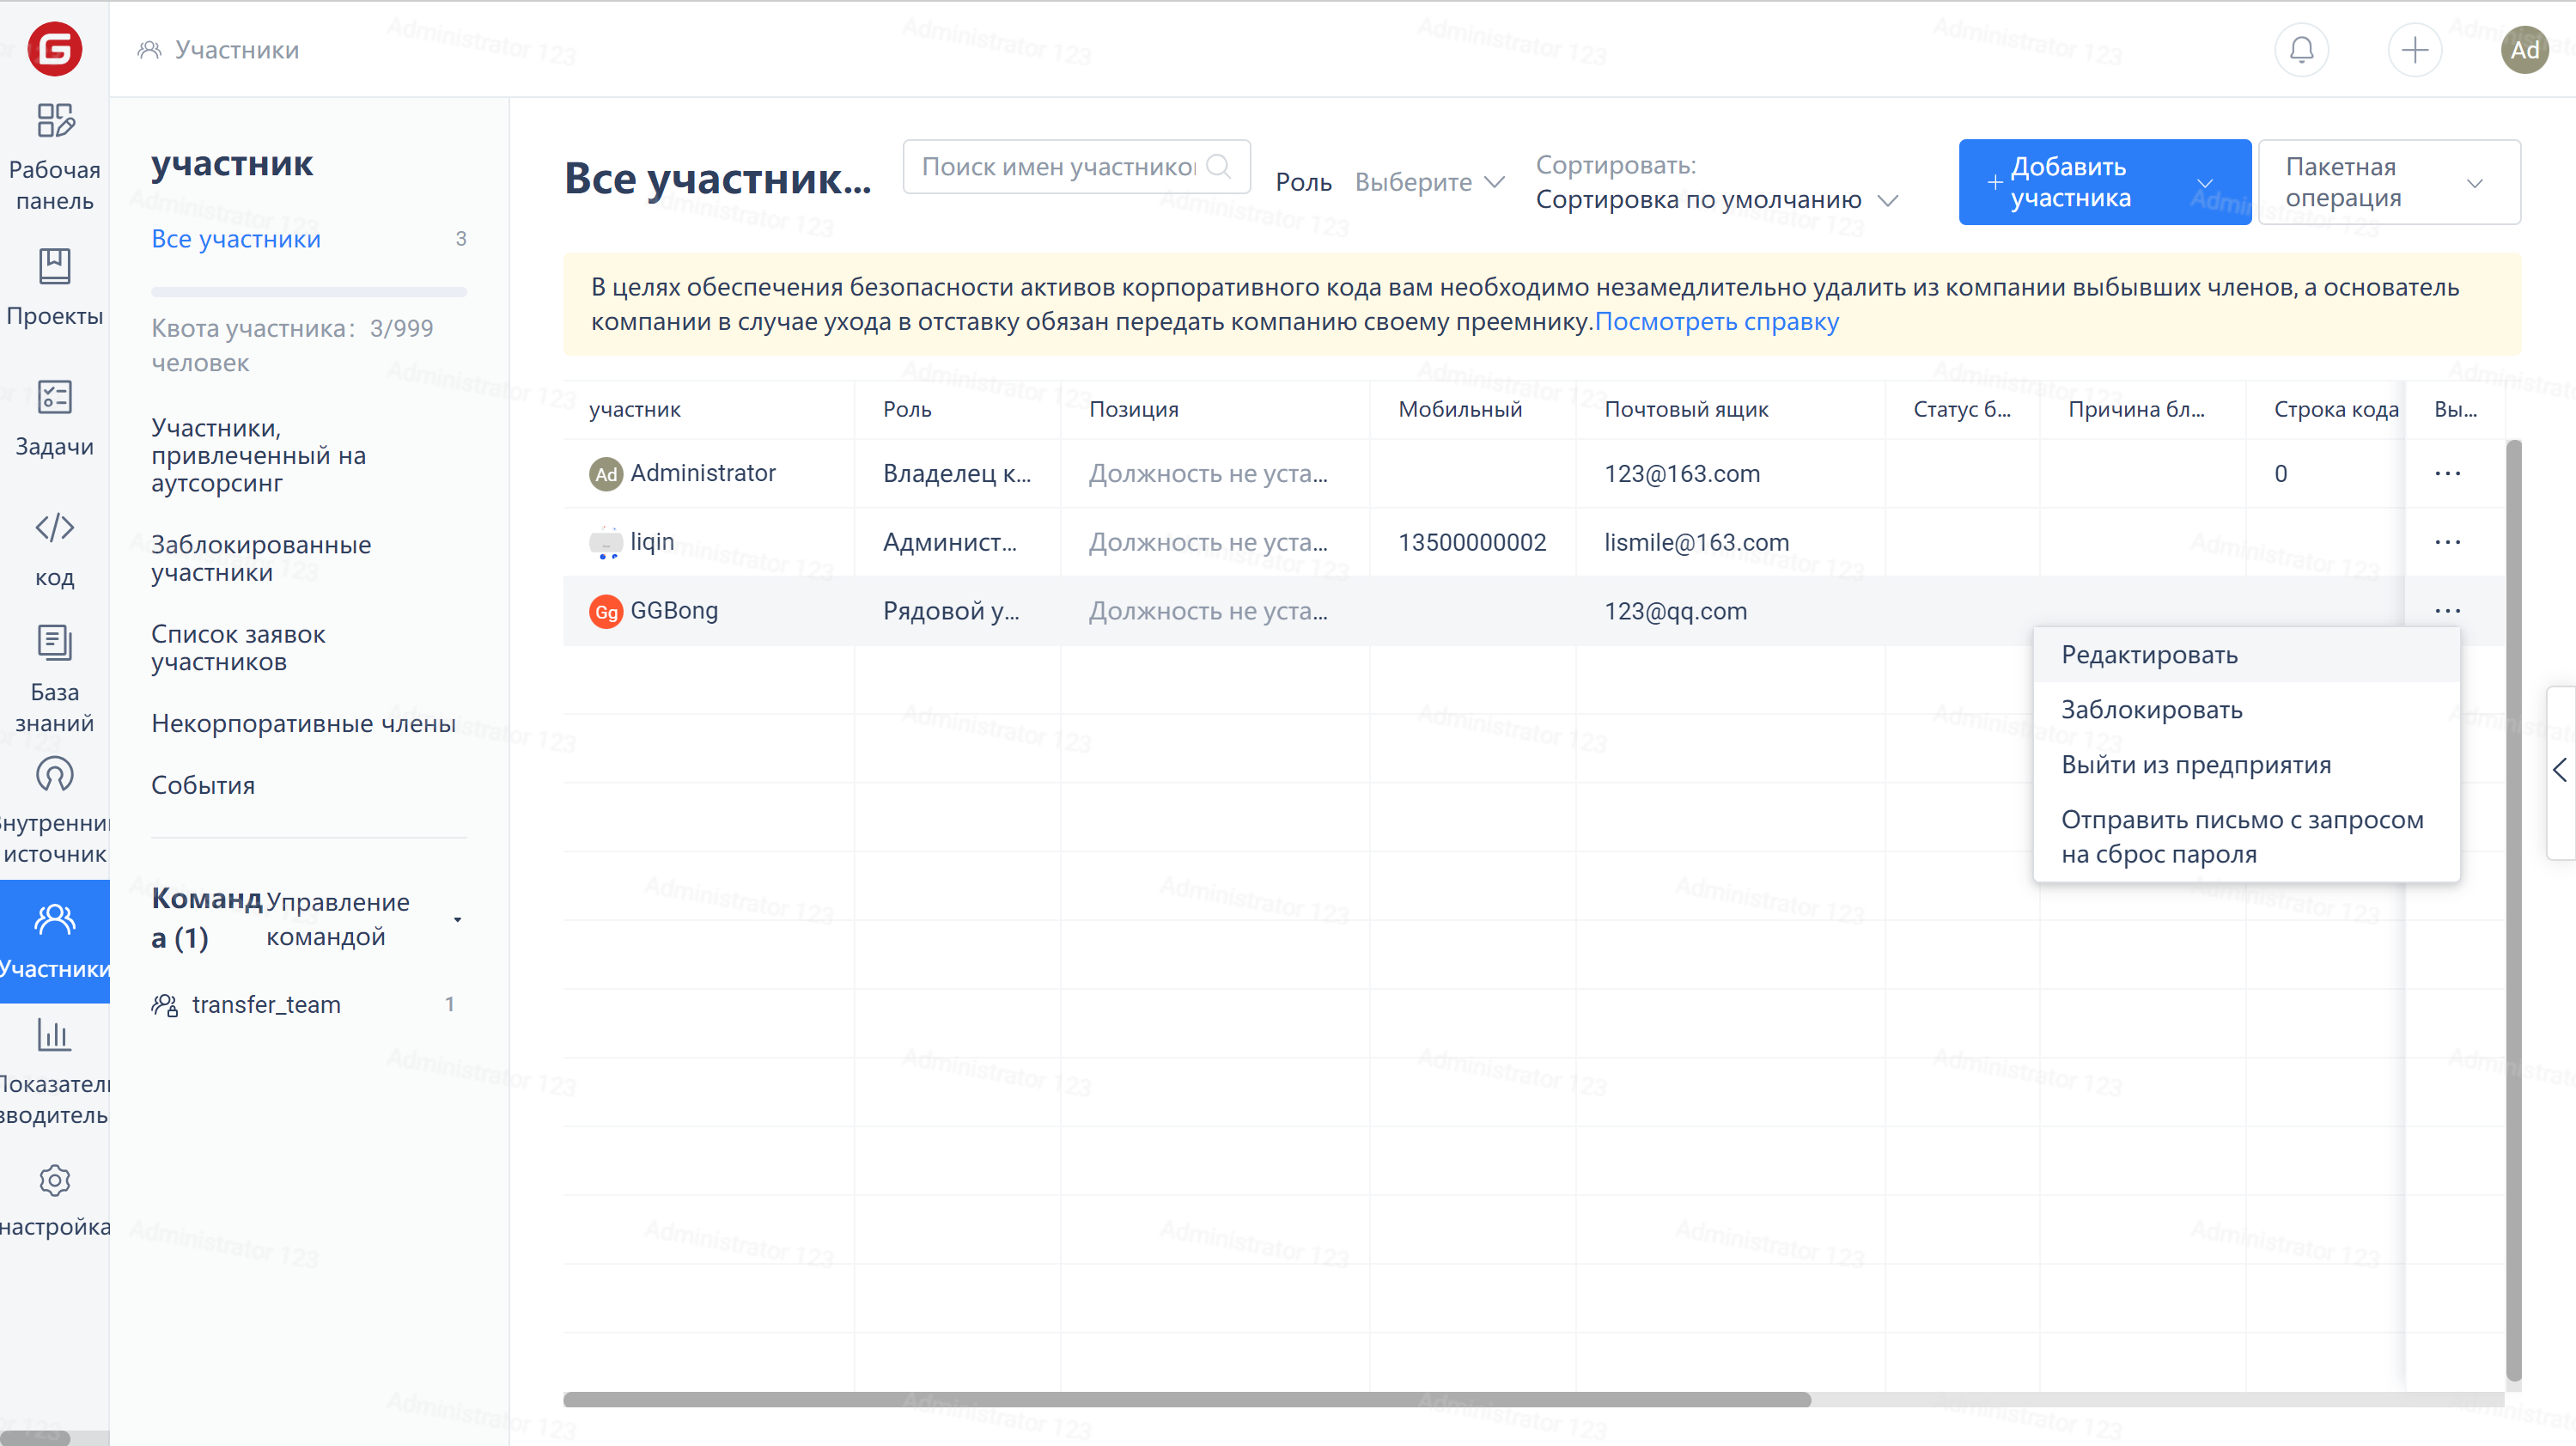 Участники
Ad
Рабочая
панель
Проекты
Задачи
код
База
знаний
нутренни
источник
Участники
Показател
зводитель
настройка
участник
Все участники 3
Квота участника: 3/999
человек
Участники,
привлеченный на
аутсорсинг
Заблокированные
участники
Список заявок
участников
Некорпоративные члены
События
Команд
а (1)
Управление
командой
transfer_team 1
Все участник...
Поиск имен участников
Роль Выберите
Сортировать:
Сортировка по умолчанию
Добавить
участника
Пакетная
операция
В целях обеспечения безопасности активов корпоративного кода вам необходимо незамедлительно удалить из компании выбывших членов, а основатель
компании в случае ухода в отставку обязан передать компанию своему преемнику.Посмотреть справку
участник Роль Позиция Мобильный Почтовый ящик Статус б... Причина бл... Строка кода Вы...
Ad Administrator Владелец к... Должность не уста... 123@163.com 0 ...
liqin Админист... Должность не уста... 13500000002 lismile@163.com ...
Gg GGBong Рядовой у... Должность не уста... 123@qq.com ...
Редактировать
Заблокировать
Выйти из предприятия
Отправить письмо с запросом
на сброс пароля
Administrator 123